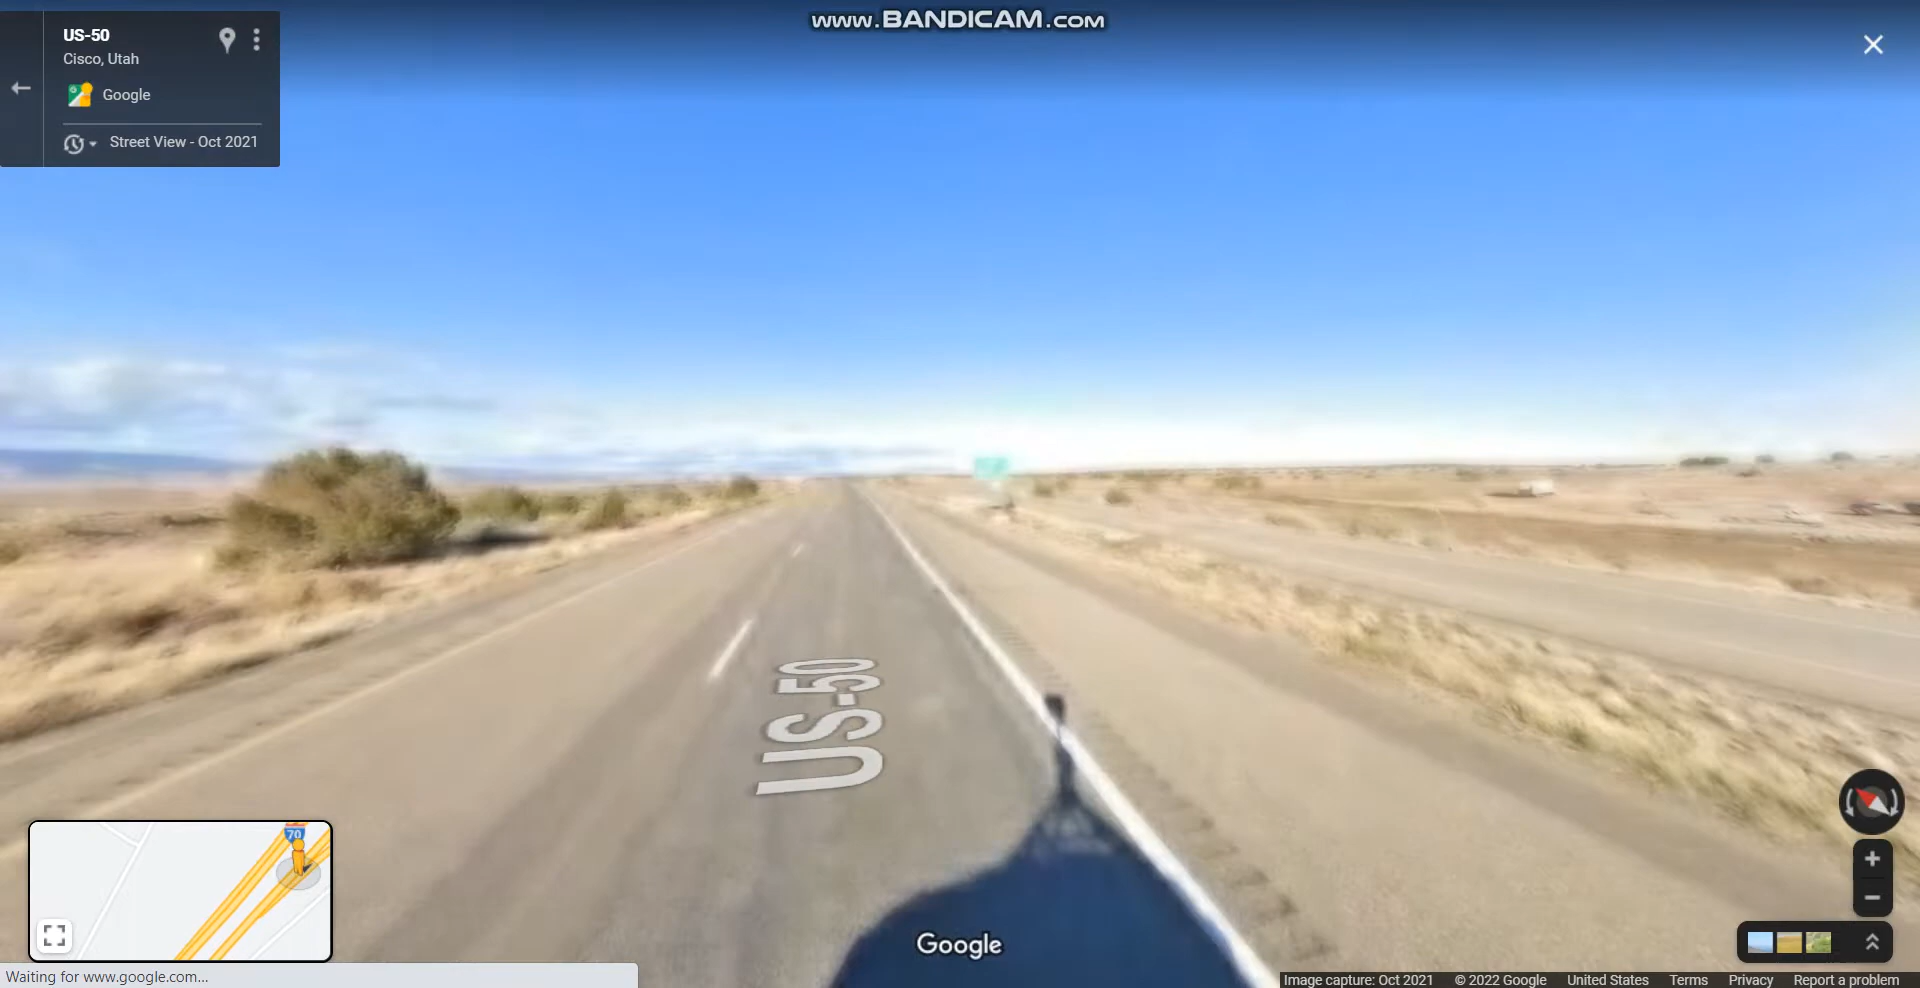 www.BANDICAM.com
US-50
Cisco, Utah
Google
Street View - Oct 2021
US-50
70
Google
Waiting for www.google.com...
Image capture: Oct 2021 © 2022 Google United States Terms Privacy Report a problem